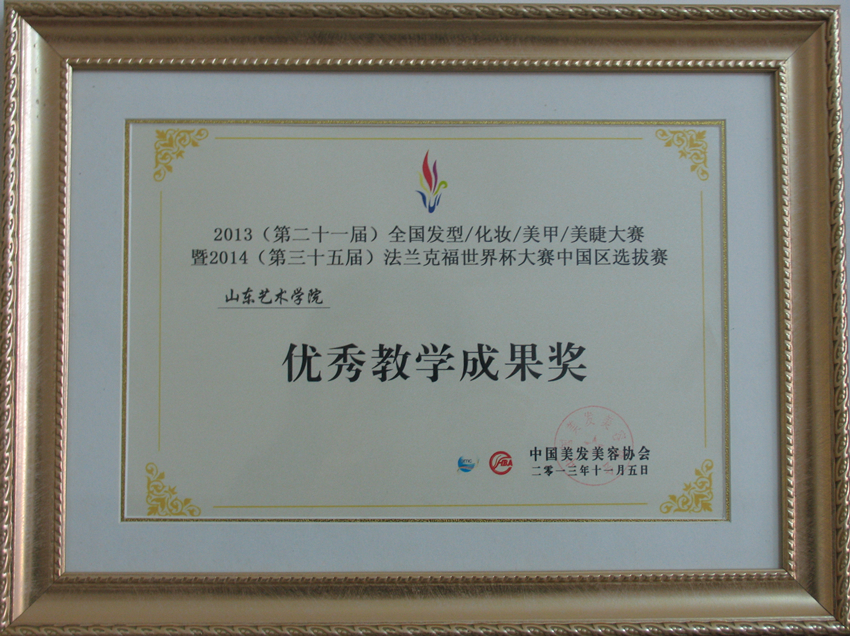 2013（第二十一届）全国发型/化妆/美甲/美睫大赛
暨2014（第三十五届）法兰克福世界杯大赛中国区选拔赛
山东艺术学院
优秀教学成果奖
中国美发美容协会
二零一三年十一月五日